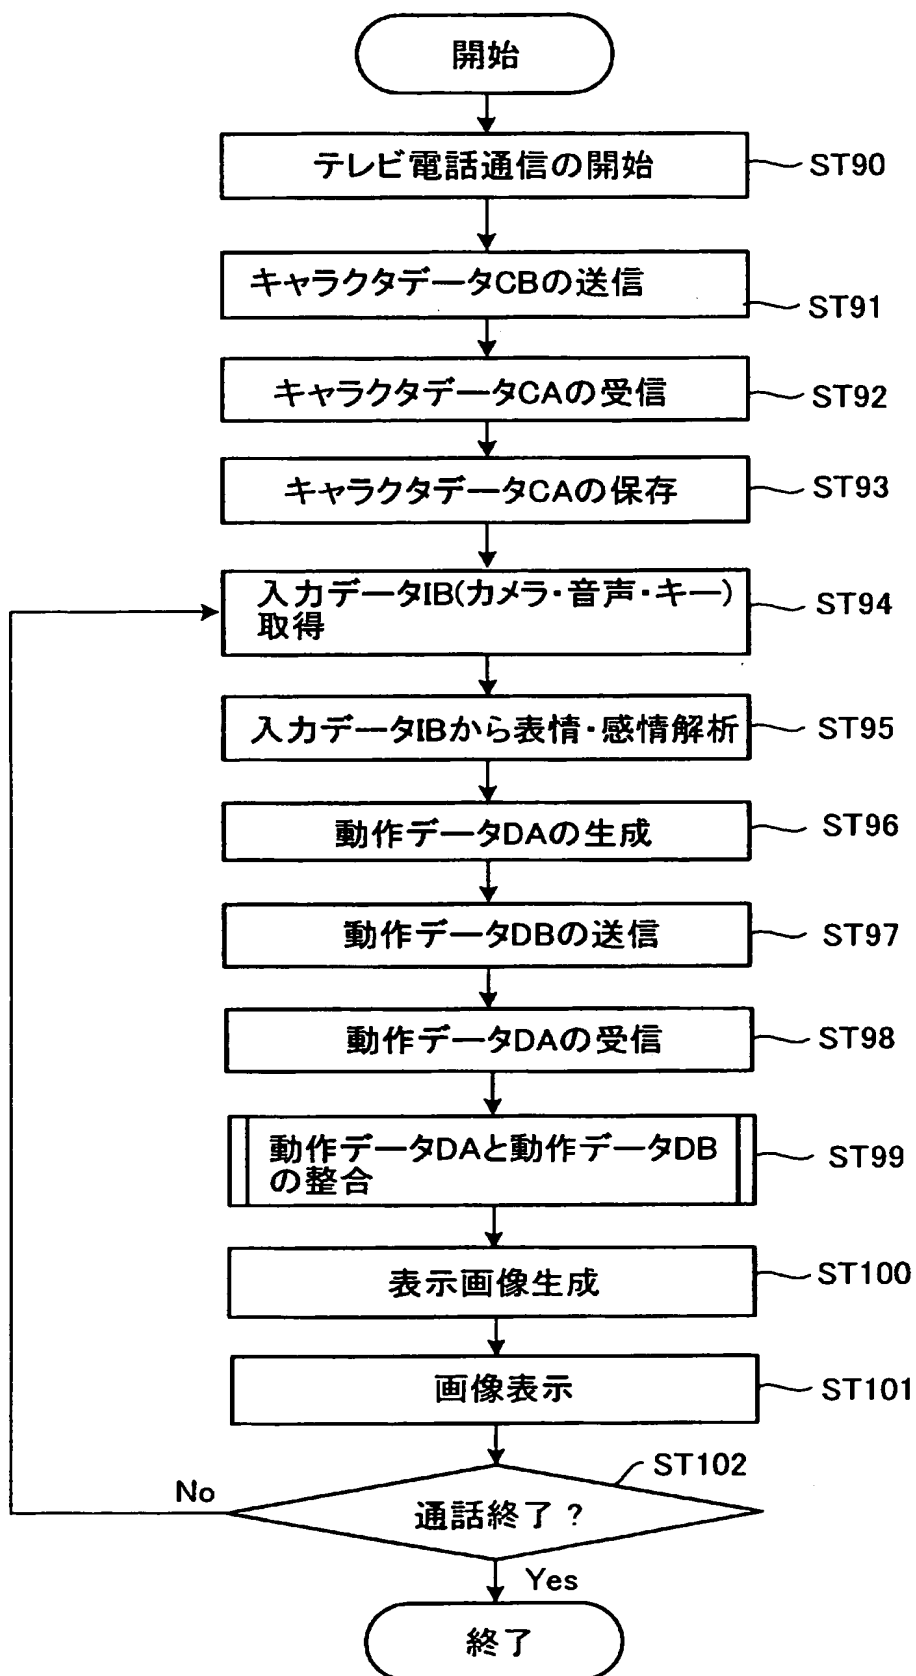 開始
テレビ電話通信の開始
ST90
キャラクタデータCBの送信
ST91
キャラクタデータCAの受信
ST92
キャラクタデータCAの保存
ST93
入力データIB(カメラ・音声・キー)
取得
ST94
入力データIBから表情・感情解析
ST95
動作データDAの生成
ST96
動作データDBの送信
ST97
動作データDAの受信
ST98
動作データDAと動作データDB
の整合
ST99
表示画像生成
ST100
画像表示
ST101
ST102
No
通話終了?
Yes
終了